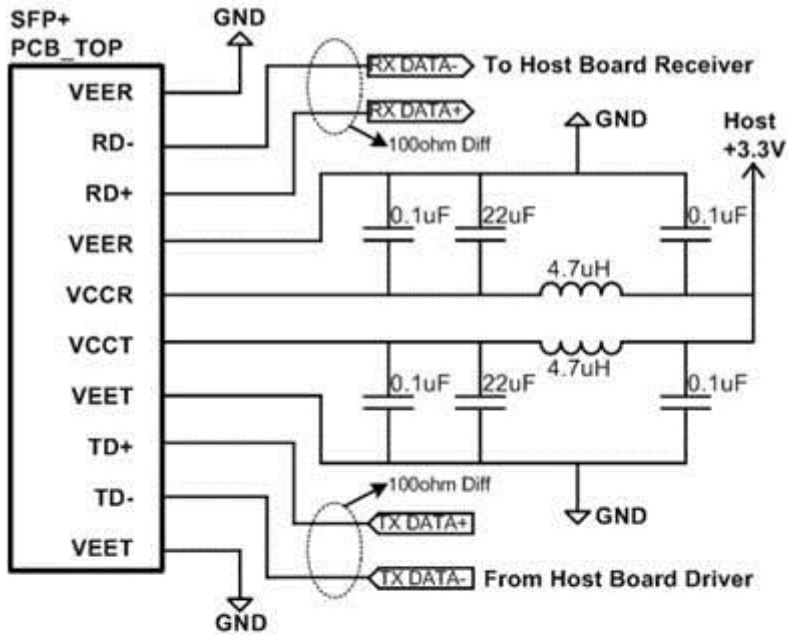 SFP+
PCB_TOP
GND
VEER
RX DATA-
To Host Board Receiver
RD-
RX DATA+
100ohm Diff
GND
Host
+3.3V
RD+
VEER
0.1uF
22uF
0.1uF
4.7uH
VCCR
VCCT
4.7uH
VEET
0.1uF
22uF
0.1uF
TD+
100ohm Diff
TD-
TX DATA+
GND
VEET
TX DATA-
From Host Board Driver
GND